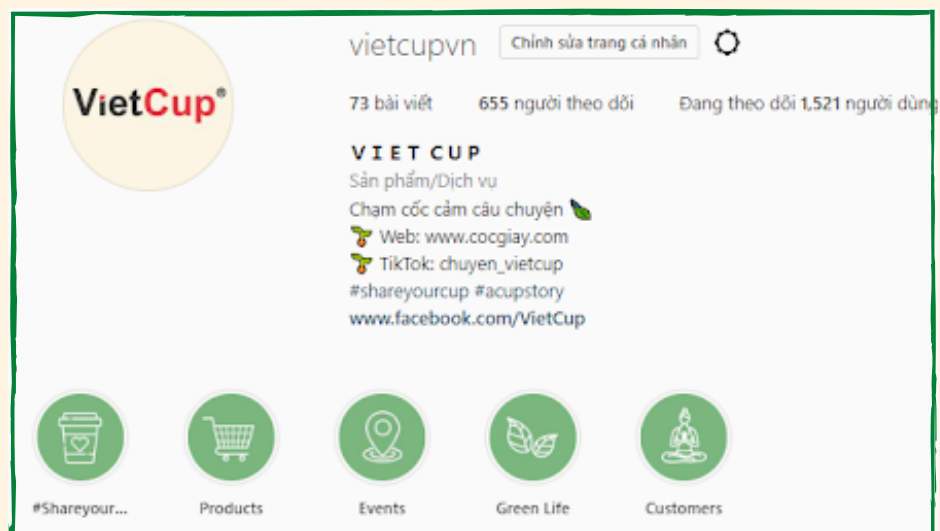 VietCup®
vietcupvn Chỉnh sửa trang cá nhân
73 bài viết 655 người theo dõi Đang theo dõi 1,521 người dùng
VIET CUP
Sản phẩm/Dịch vụ
Chạm cốc cảm câu chuyện
Web: www.cocgiay.com
TikTok: chuyen_vietcup
#shareyourcup #acupstory
www.facebook.com/VietCup
#Shareyour... Products Events Green Life Customers